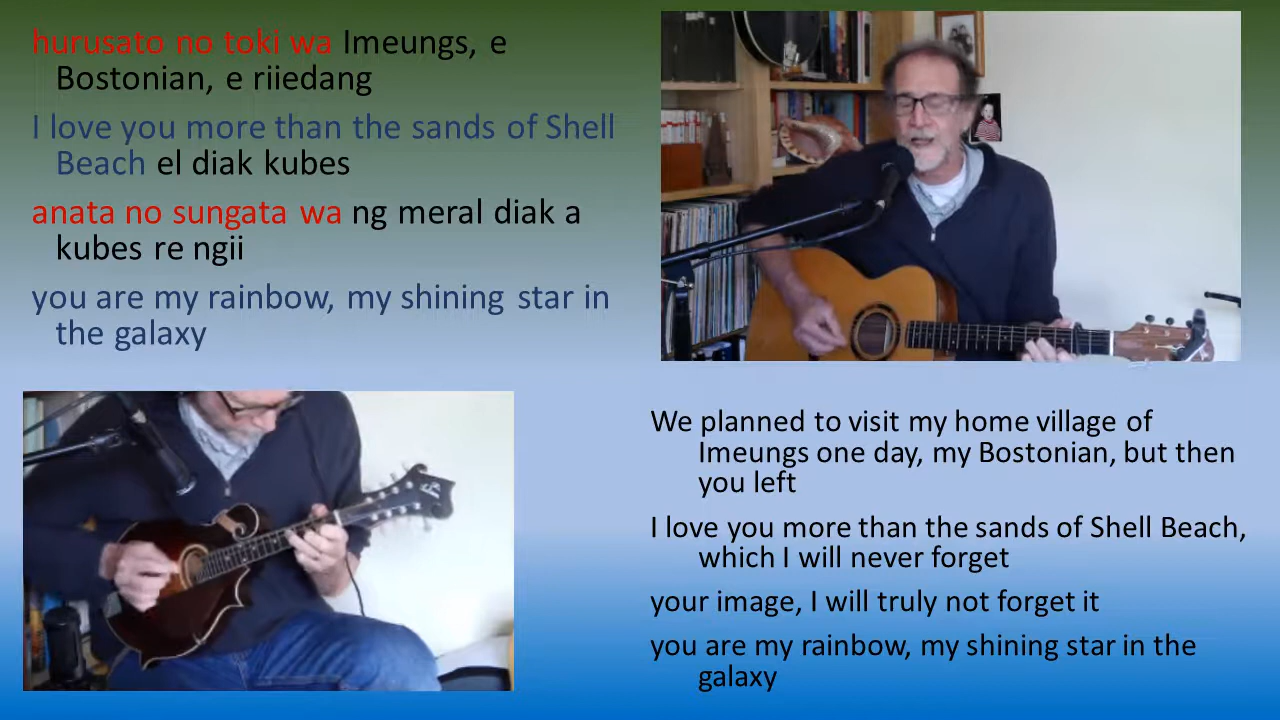 hurusato no toki wa Imeungs, e
Bostonian, e riiedang
I love you more than the sands of Shell
Beach el diak kubes
anata no sungata wa ng meral diak a
kubes re ngii
you are my rainbow, my shining star in
the galaxy
We planned to visit my home village of
Imeungs one day, my Bostonian, but then
you left
I love you more than the sands of Shell Beach,
which I will never forget
your image, I will truly not forget it
you are my rainbow, my shining star in the
galaxy